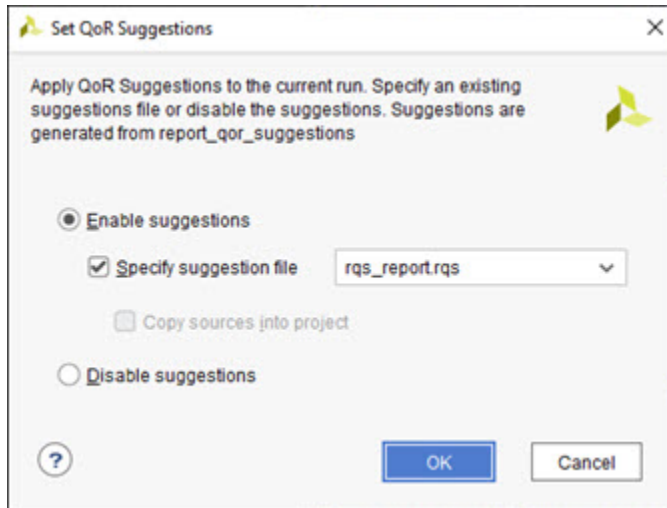 Set QoR Suggestions
Apply QoR Suggestions to the current run. Specify an existing
suggestions file or disable the suggestions. Suggestions are
generated from report_qor_suggestions
Enable suggestions
Specify suggestion file rqs_report.rqs
Copy sources into project
Disable suggestions
? OK Cancel